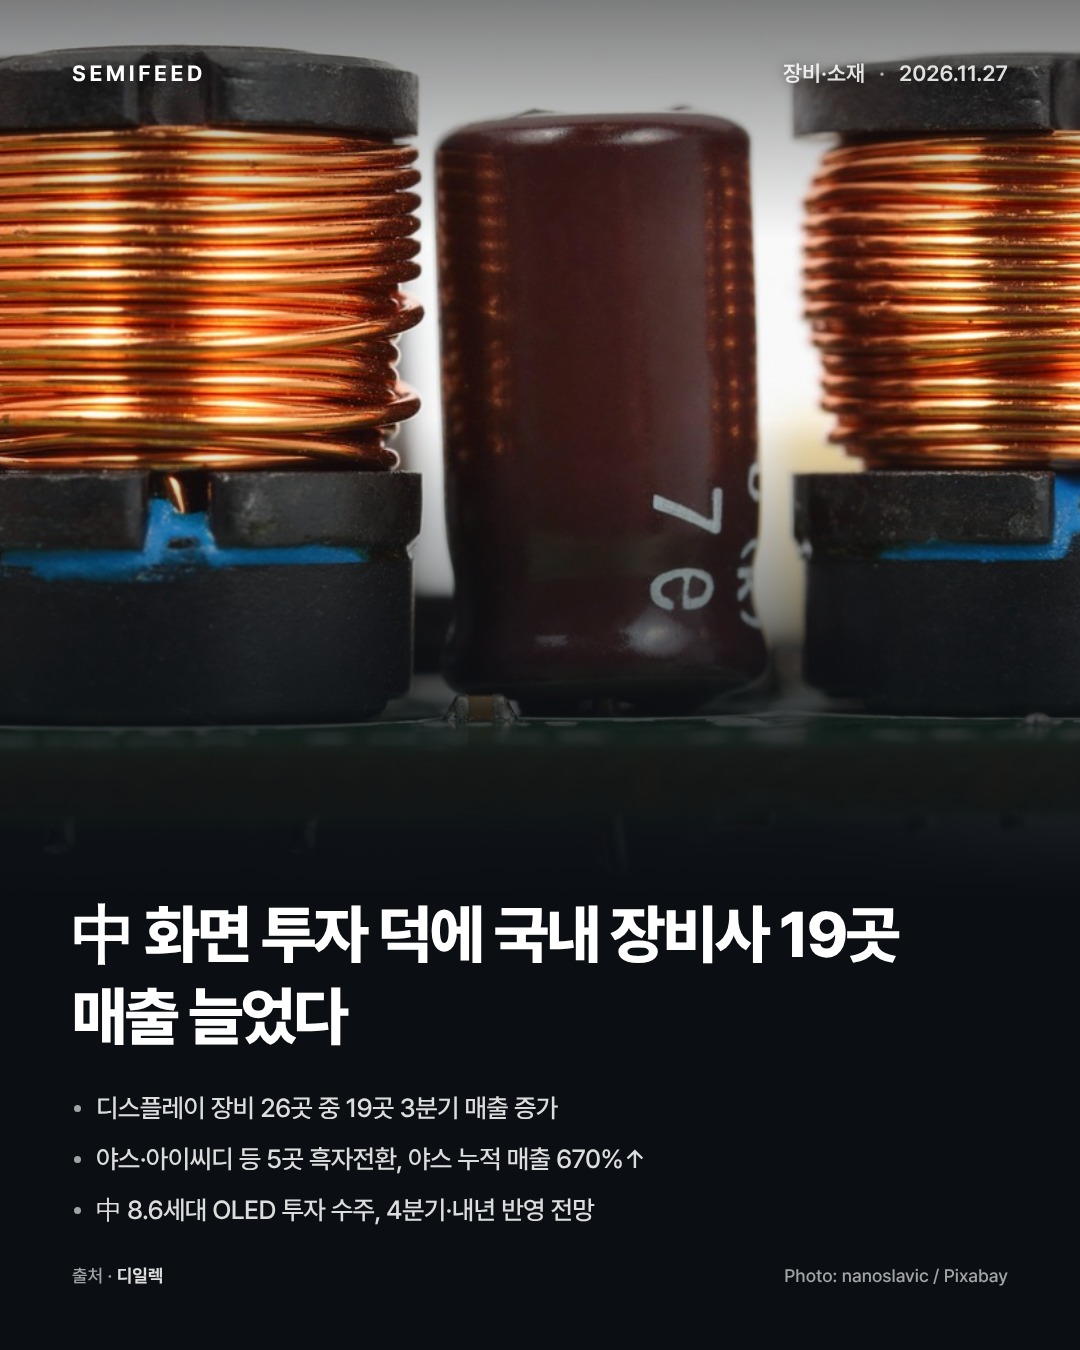 SEMIFEED
장비·소재 · 2026.11.27
7
e
中 화면 투자 덕에 국내 장비사 19곳
매출 늘었다
• 디스플레이 장비 26곳 중 19곳 3분기 매출 증가
• 야스·아이씨디 등 5곳 흑자전환, 야스 누적 매출 670%↑
• 中 8.6세대 OLED 투자 수주, 4분기·내년 반영 전망
출처 · 디일렉
Photo: nanoslavic / Pixabay